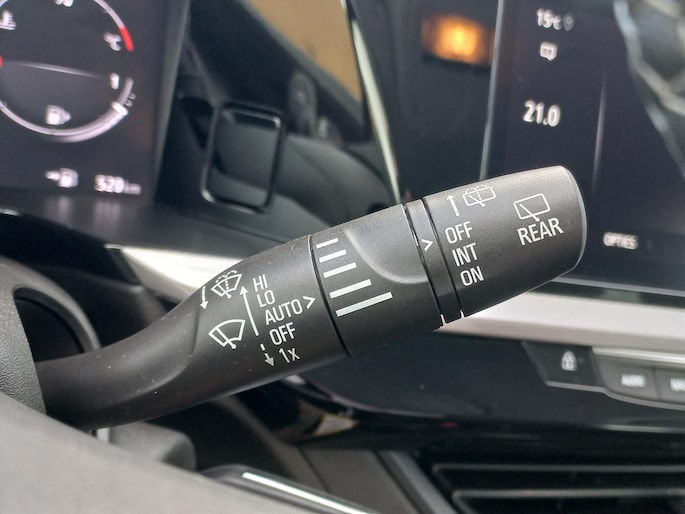 15°C
21.0
OPTIES
°C
520 km
HI
LO
AUTO >
OFF
1x
>
OFF
INT
ON
REAR